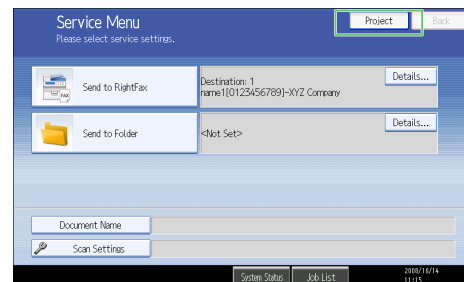 Service Menu
Please select service settings.
Project
Back
FAX
Send to RightFax
Destination: 1
name1[0123456789]-XYZ Company
Details...
Send to Folder
<Not Set>
Details...
Document Name
Scan Settings
System Status
Job List
2008/10/14
11:15